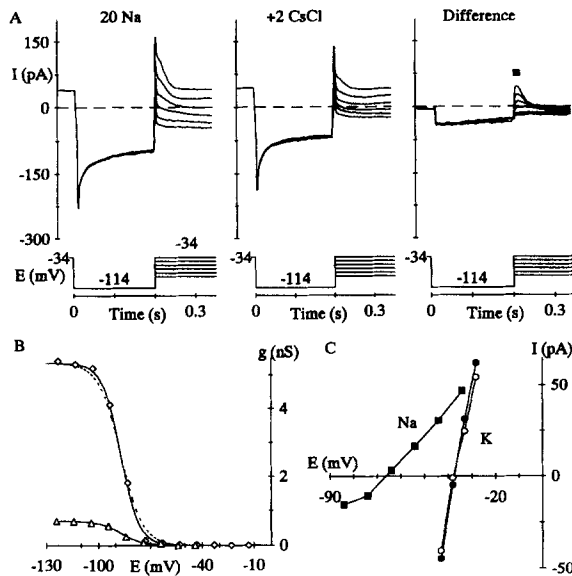 A 20 Na +2 CsCl Difference
150
I (pA)
0
-150
-300
-34
-34 -34 -34
E (mV) -114 -114 -114
0 0.3 0 0.3 0 0.3
Time (s) Time (s) Time (s)
B g (nS) C I (pA)
50
4
Na
K
E (mV)
2
-90 -20
0
-130 -100 -70 -40 -10
E (mV)
-50